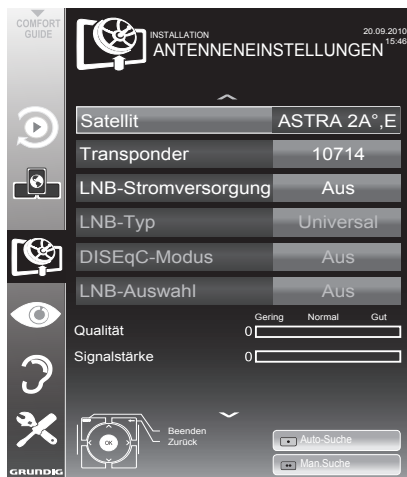 COMFORT
GUIDE
INSTALLATION
ANTENNENEINSTELLUNGEN
20.09.2010
15:46
Satellit ASTRA 2A°,E
Transponder 10714
LNB-Stromversorgung Aus
LNB-Typ Universal
DISEqC-Modus Aus
LNB-Auswahl Aus
Gering Normal Gut
Qualität 0
Signalstärke 0
OK
Beenden
Zurück
Auto-Suche
Man.Suche
GRUNDIG